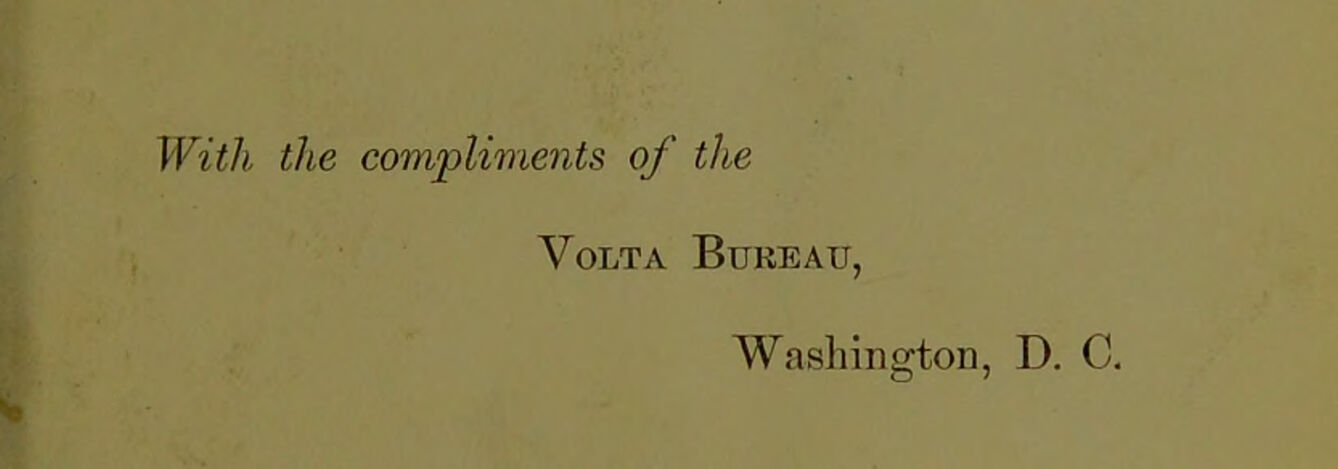 With the compliments of the
Volta Bureau,
Washington, D. C.